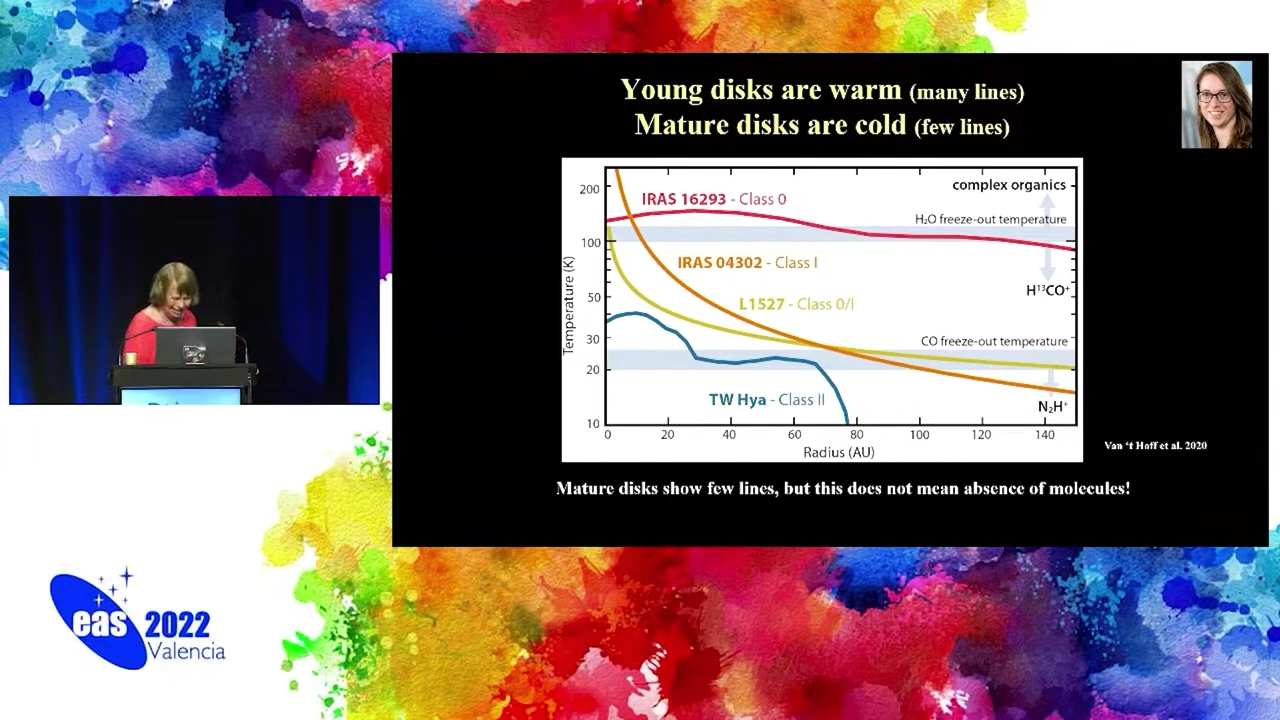 Young disks are warm (many lines)
Mature disks are cold (few lines)
200
100
50
30
20
10
Temperature (K)
IRAS 16293 - Class 0
complex organics
H₂O freeze-out temperature
IRAS 04302 - Class I
H¹³CO⁺
L1527 - Class 0/I
CO freeze-out temperature
TW Hya - Class II
N₂H⁺
0 20 40 60 80 100 120 140
Radius (AU)
Van 't Hoff et al. 2020
Mature disks show few lines, but this does not mean absence of molecules!
eas 2022
Valencia